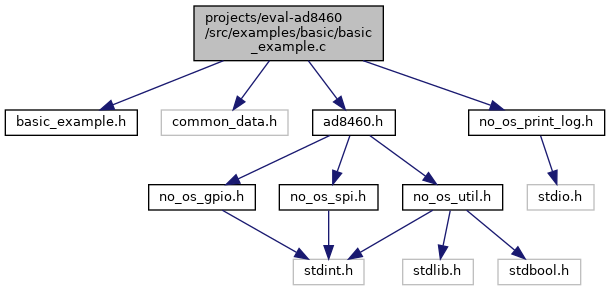 projects/eval-ad8460
/src/examples/basic/basic
_example.c
basic_example.h
common_data.h
ad8460.h
no_os_print_log.h
no_os_gpio.h
no_os_spi.h
no_os_util.h
stdio.h
stdint.h
stdlib.h
stdbool.h